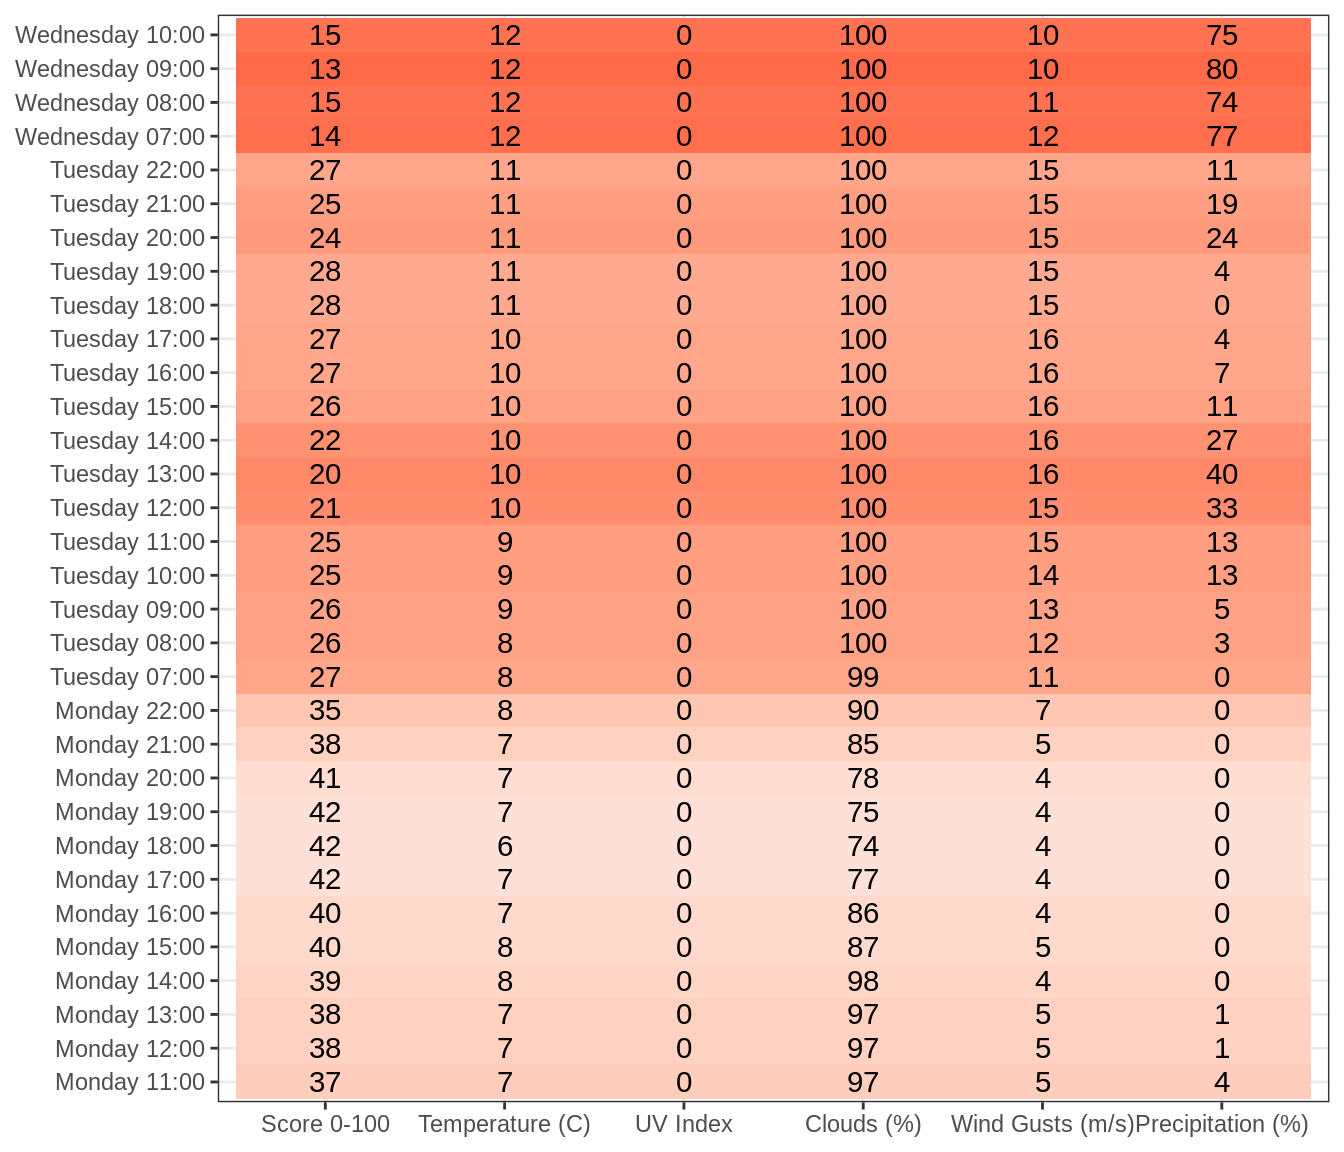 Wednesday 10:00 15 12 0 100 10 75
Wednesday 09:00 13 12 0 100 10 80
Wednesday 08:00 15 12 0 100 11 74
Wednesday 07:00 14 12 0 100 12 77
Tuesday 22:00 27 11 0 100 15 11
Tuesday 21:00 25 11 0 100 15 19
Tuesday 20:00 24 11 0 100 15 24
Tuesday 19:00 28 11 0 100 15 4
Tuesday 18:00 28 11 0 100 15 0
Tuesday 17:00 27 10 0 100 16 4
Tuesday 16:00 27 10 0 100 16 7
Tuesday 15:00 26 10 0 100 16 11
Tuesday 14:00 22 10 0 100 16 27
Tuesday 13:00 20 10 0 100 16 40
Tuesday 12:00 21 10 0 100 15 33
Tuesday 11:00 25 9 0 100 15 13
Tuesday 10:00 25 9 0 100 14 13
Tuesday 09:00 26 9 0 100 13 5
Tuesday 08:00 26 8 0 100 12 3
Tuesday 07:00 27 8 0 99 11 0
Monday 22:00 35 8 0 90 7 0
Monday 21:00 38 7 0 85 5 0
Monday 20:00 41 7 0 78 4 0
Monday 19:00 42 7 0 75 4 0
Monday 18:00 42 6 0 74 4 0
Monday 17:00 42 7 0 77 4 0
Monday 16:00 40 7 0 86 4 0
Monday 15:00 40 8 0 87 5 0
Monday 14:00 39 8 0 98 4 0
Monday 13:00 38 7 0 97 5 1
Monday 12:00 38 7 0 97 5 1
Monday 11:00 37 7 0 97 5 4
Score 0-100 Temperature (C) UV Index Clouds (%) Wind Gusts (m/s) Precipitation (%)